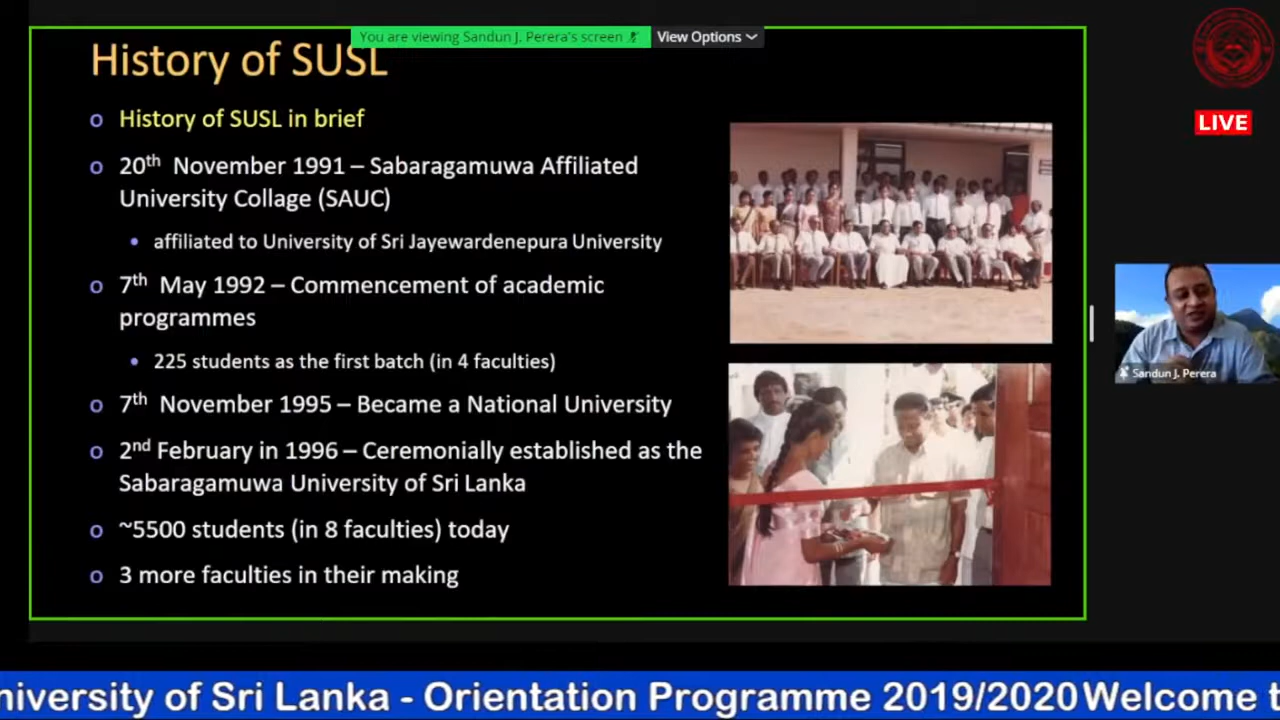 You are viewing Sandun J. Perera's screen
View Options
History of SUSL
LIVE
History of SUSL in brief
20th November 1991 – Sabaragamuwa Affiliated
University Collage (SAUC)
affiliated to University of Sri Jayewardenepura University
7th May 1992 – Commencement of academic
programmes
225 students as the first batch (in 4 faculties)
7th November 1995 – Became a National University
2nd February in 1996 – Ceremonially established as the
Sabaragamuwa University of Sri Lanka
~5500 students (in 8 faculties) today
3 more faculties in their making
Sandun J. Perera
niversity of Sri Lanka - Orientation Programme 2019/2020 Welcome t